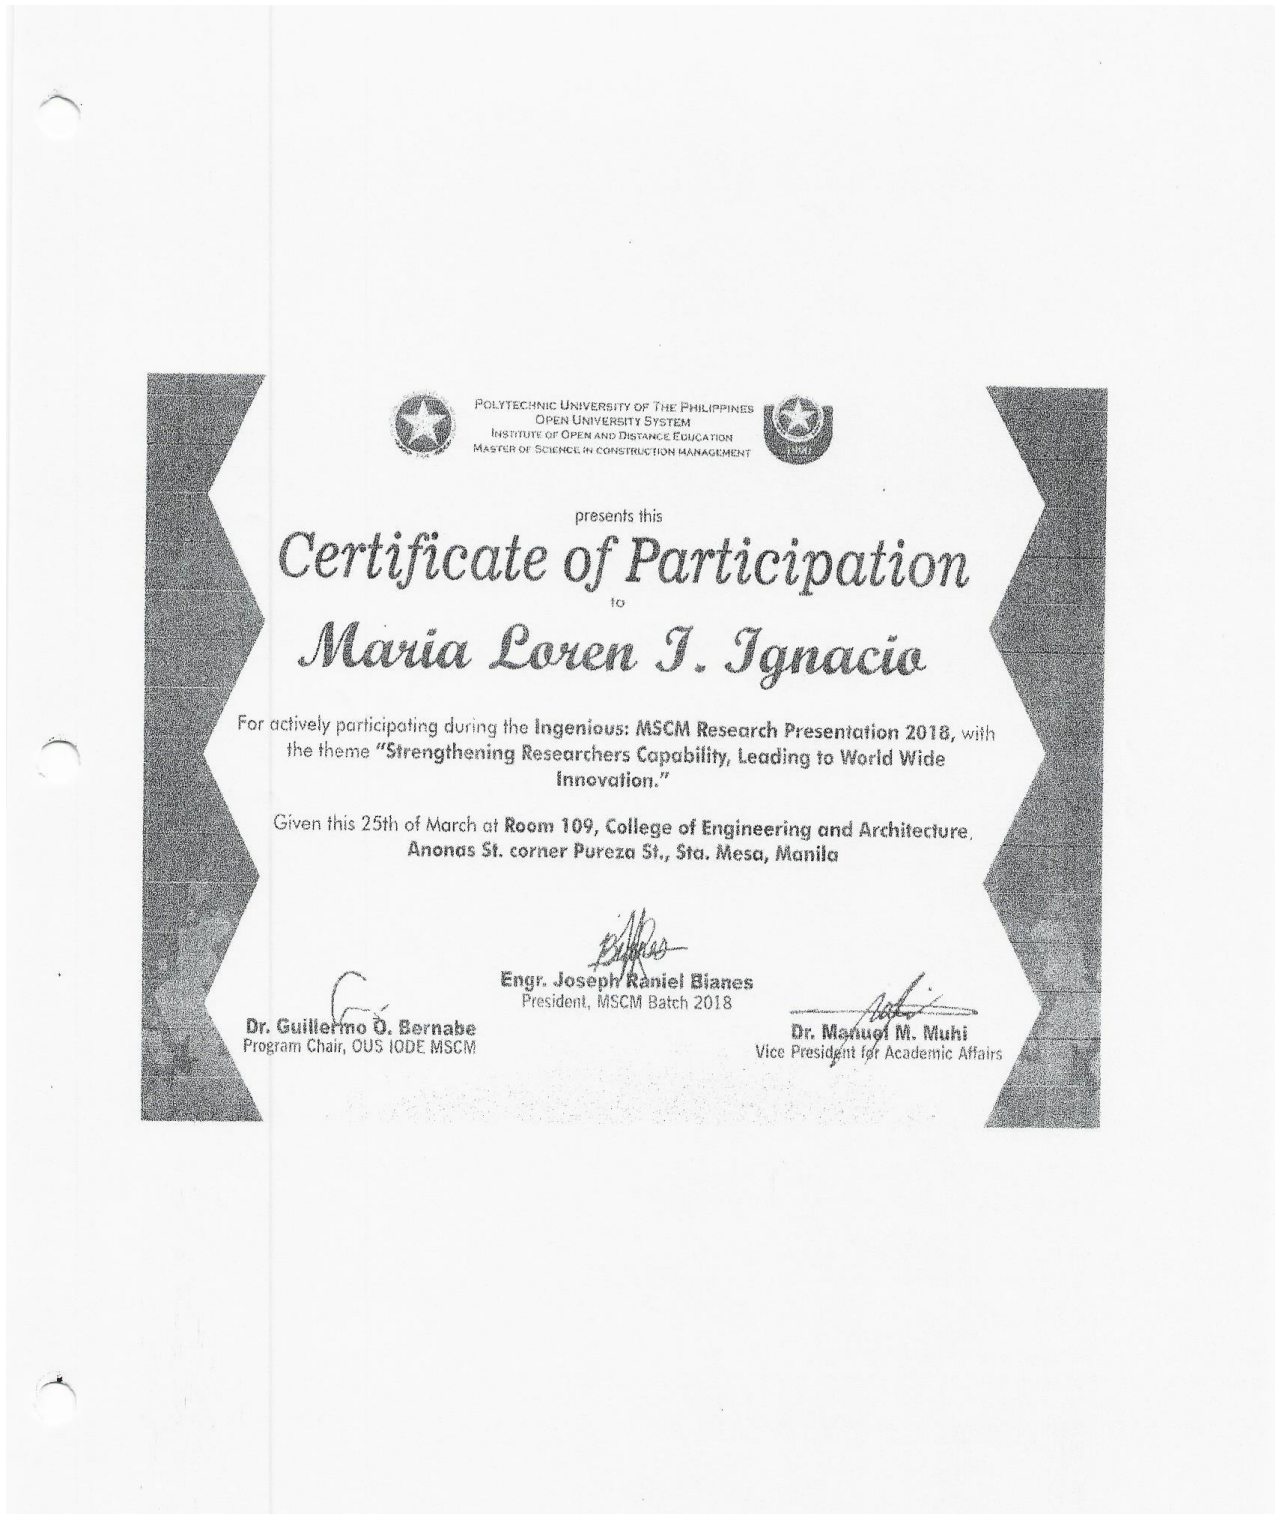 POLYTECHNIC UNIVERSITY OF THE PHILIPPINES
OPEN UNIVERSITY SYSTEM
INSTITUTE OF OPEN AND DISTANCE EDUCATION
MASTER OF SCIENCE IN CONSTRUCTION MANAGEMENT
presents this
Certificate of Participation
to
Maria Loren I. Ignacio
For actively participating during the Ingenious: MSCM Research Presentation 2018, with
the theme "Strengthening Researchers Capability, Leading to World Wide
Innovation."
Given this 25th of March at Room 109, College of Engineering and Architecture,
Anonas St. corner Pureza St., Sta. Mesa, Manila
Engr. Joseph Raniel Bianes
President, MSCM Batch 2018
Dr. Guillermo O. Bernabe
Program Chair, OUS IODE MSCM
Dr. Manuel M. Muhi
Vice President for Academic Affairs